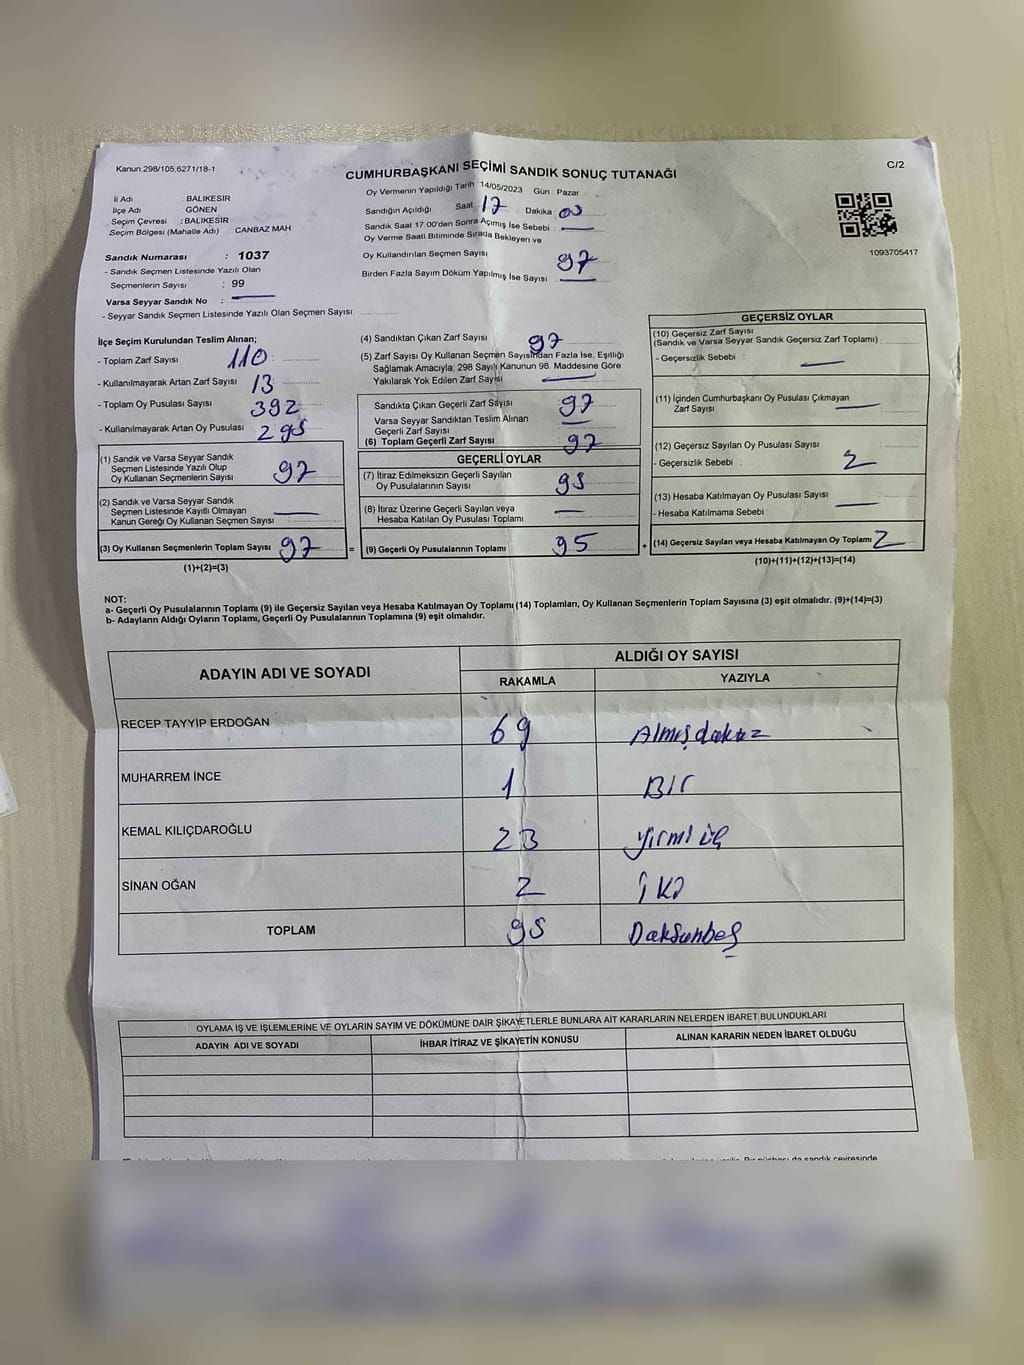 Kanun:298/105,6271/18-1
CUMHURBAŞKANI SEÇİMİ SANDIK SONUÇ TUTANAĞI
C/2
İl Adı : BALIKESİR
İlçe Adı : GÖNEN
Seçim Çevresi : BALIKESİR
Seçim Bölgesi (Mahalle Adı) CANBAZ MAH
Sandık Numarası : 1037
- Sandık Seçmen Listesinde Yazılı Olan
Seçmenlerin Sayısı : 99
Varsa Seyyar Sandık No :
- Seyyar Sandık Seçmen Listesinde Yazılı Olan Seçmen Sayısı:
Oy Vermenin Yapıldığı Tarih 14/05/2023 Gün : Pazar
Sandığın Açıldığı Saat 17 Dakika 00
Sandık Saat 17:00'den Sonra Açımış İse Sebebi :
Oy Verme Saati Bitiminde Sırada Bekleyen ve
Oy Kullandırılan Seçmen Sayısı 97
Birden Fazla Sayım Döküm Yapılmış İse Sayısı :
1093705417
İlçe Seçim Kurulundan Teslim Alınan;
- Toplam Zarf Sayısı : 110
- Kullanılmayarak Artan Zarf Sayısı : 13
- Toplam Oy Pusulası Sayısı : 392
- Kullanılmayarak Artan Oy Pusulası 295
(1) Sandık ve Varsa Seyyar Sandık
Seçmen Listesinde Yazılı Olup
Oy Kullanan Seçmenlerin Sayısı 97
(2) Sandık ve Varsa Seyyar Sandık
Seçmen Listesinde Kayıtlı Olmayan
Kanun Gereği Oy Kullanan Seçmen Sayısı
(3) Oy Kullanan Seçmenlerin Toplam Sayısı 97
(1)+(2)=(3)
(4) Sandıktan Çıkan Zarf Sayısı 97
(5) Zarf Sayısı Oy Kullanan Seçmen Sayısından Fazla İse, Eşitliği
Sağlamak Amacıyla, 298 Sayılı Kanunun 98. Maddesine Göre
Yakılarak Yok Edilen Zarf Sayısı
Sandıkta Çıkan Geçerli Zarf Sayısı 97
Varsa Seyyar Sandıktan Teslim Alınan
Geçerli Zarf Sayısı
(6) Toplam Geçerli Zarf Sayısı 97
GEÇERLİ OYLAR
(7) İtiraz Edilmeksizin Geçerli Sayılan
Oy Pusulalarının Sayısı 95
(8) İtiraz Üzerine Geçerli Sayılan veya
Hesaba Katılan Oy Pusulası Toplamı
= (9) Geçerli Oy Pusulalarının Toplamı 95
GEÇERSİZ OYLAR
(10) Geçersiz Zarf Sayısı
(Sandık ve Varsa Seyyar Sandık Geçersiz Zarf Toplamı) :
- Geçersizlik Sebebi :
(11) İçinden Cumhurbaşkanı Oy Pusulası Çıkmayan
Zarf Sayısı
(12) Geçersiz Sayılan Oy Pusulası Sayısı
- Geçersizlik Sebebi : 2
(13) Hesaba Katılmayan Oy Pusulası Sayısı
- Hesaba Katılmama Sebebi :
+ (14) Geçersiz Sayılan veya Hesaba Katılmayan Oy Toplamı 2
(10)+(11)+(12)+(13)=(14)
NOT:
a- Geçerli Oy Pusulalarının Toplamı (9) ile Geçersiz Sayılan veya Hesaba Katılmayan Oy Toplamı (14) Toplamları, Oy Kullanan Seçmenlerin Toplam Sayısına (3) eşit olmalıdır. (9)+(14)=(3)
b- Adayların Aldığı Oyların Toplamı, Geçerli Oy Pusulalarının Toplamına (9) eşit olmalıdır.
ADAYIN ADI VE SOYADI ALDIĞI OY SAYISI
RAKAMLA YAZIYLA
RECEP TAYYİP ERDOĞAN 69 Almışdakuz
MUHARREM İNCE 1 Bir
KEMAL KILIÇDAROĞLU 23 yirmi üç
SİNAN OĞAN 2 iki
TOPLAM 95 Daksanbeş
OYLAMA İŞ VE İŞLEMLERİNE VE OYLARIN SAYIM VE DÖKÜMÜNE DAİR ŞİKAYETLERLE BUNLARA AİT KARARLARIN NELERDEN İBARET BULUNDUKLARI
ADAYIN ADI VE SOYADI İHBAR İTİRAZ VE ŞİKAYETİN KONUSU ALINAN KARARIN NEDEN İBARET OLDUĞU